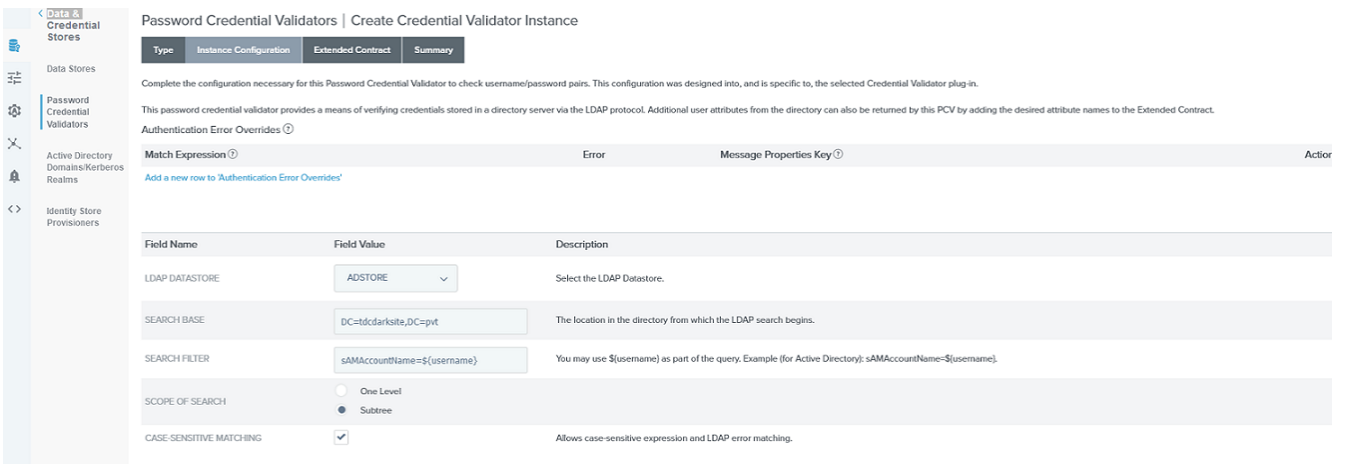 Data &
Credential
Stores
Data Stores
Password
Credential
Validators
Active Directory
Domains/Kerberos
Realms
Identity Store
Provisioners
Password Credential Validators | Create Credential Validator Instance
Type Instance Configuration Extended Contract Summary
Complete the configuration necessary for this Password Credential Validator to check username/password pairs. This configuration was designed into, and is specific to, the selected Credential Validator plug-in.
This password credential validator provides a means of verifying credentials stored in a directory server via the LDAP protocol. Additional user attributes from the directory can also be returned by this PCV by adding the desired attribute names to the Extended Contract.
Authentication Error Overrides ?
Match Expression ? Error Message Properties Key ? Action
Add a new row to 'Authentication Error Overrides'
Field Name Field Value Description
LDAP DATASTORE ADSTORE Select the LDAP Datastore.
SEARCH BASE DC=tdcdarksite,DC=pvt The location in the directory from which the LDAP search begins.
SEARCH FILTER sAMAccountName=${username} You may use ${username} as part of the query. Example (for Active Directory): sAMAccountName=${username}.
SCOPE OF SEARCH
One Level
Subtree
CASE-SENSITIVE MATCHING Allows case-sensitive expression and LDAP error matching.